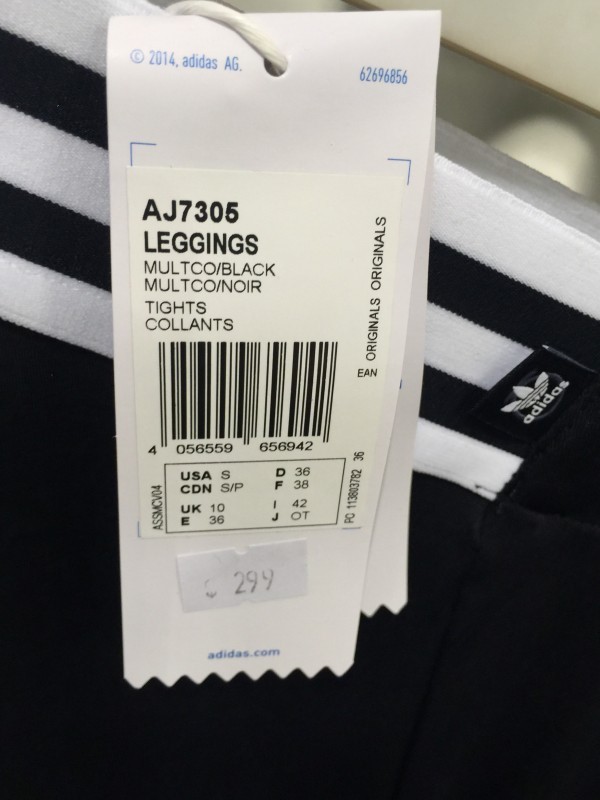 © 2014, adidas AG.
62696856
AJ7305
LEGGINGS
MULTCO/BLACK
MULTCO/NOIR
TIGHTS
COLLANTS
ORIGINALS ORIGINALS
EAN
4 056559 656942
ASSMCV04
USA S D 36
CDN S/P F 38
UK 10 I 42
E 36 J OT
PO 113803782 36
299
adidas.com
adidas